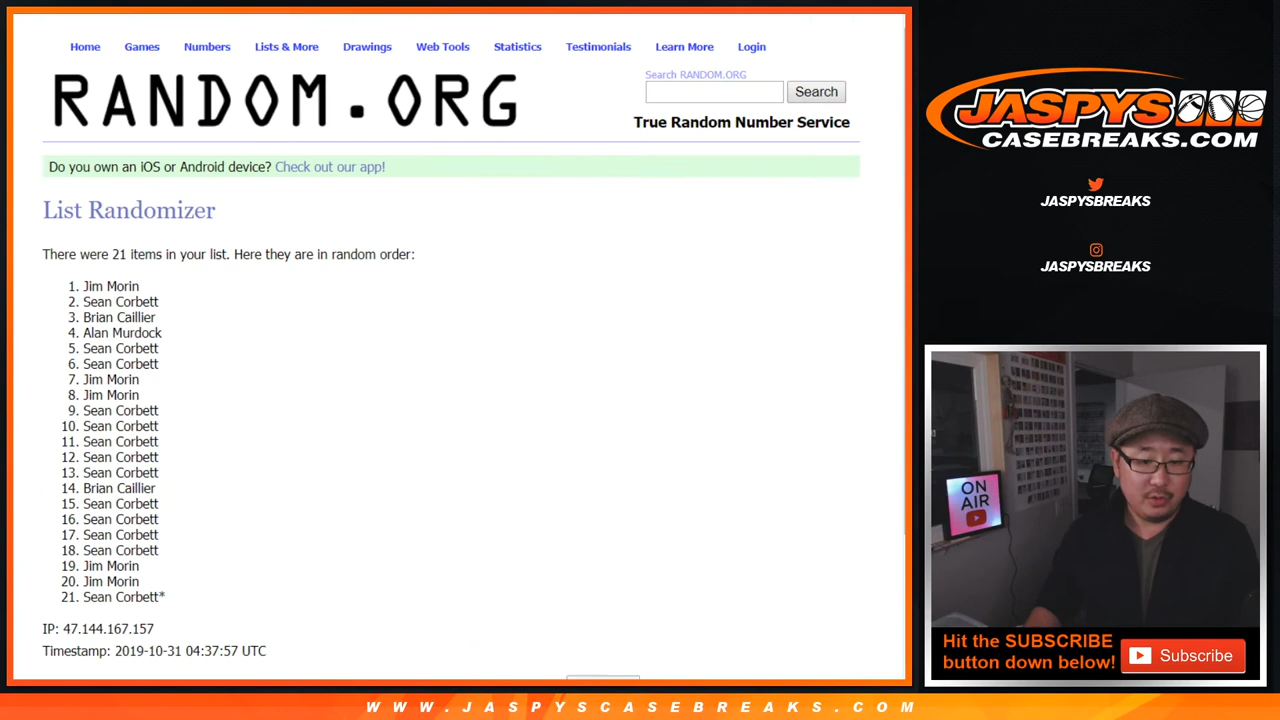 Home Games Numbers Lists & More Drawings Web Tools Statistics Testimonials Learn More Login
RANDOM.ORG
Search RANDOM.ORG
Search
True Random Number Service
Do you own an iOS or Android device? Check out our app!
List Randomizer
There were 21 items in your list. Here they are in random order:
1. Jim Morin
2. Sean Corbett
3. Brian Caillier
4. Alan Murdock
5. Sean Corbett
6. Sean Corbett
7. Jim Morin
8. Jim Morin
9. Sean Corbett
10. Sean Corbett
11. Sean Corbett
12. Sean Corbett
13. Sean Corbett
14. Brian Caillier
15. Sean Corbett
16. Sean Corbett
17. Sean Corbett
18. Sean Corbett
19. Jim Morin
20. Jim Morin
21. Sean Corbett*
IP: 47.144.167.157
Timestamp: 2019-10-31 04:37:57 UTC
JASPYS
CASEBREAKS.COM
JASPYSBREAKS
JASPYSBREAKS
ON
AIR
Hit the SUBSCRIBE
button down below!
Subscribe
WWW.JASPYSCASEBREAKS.COM